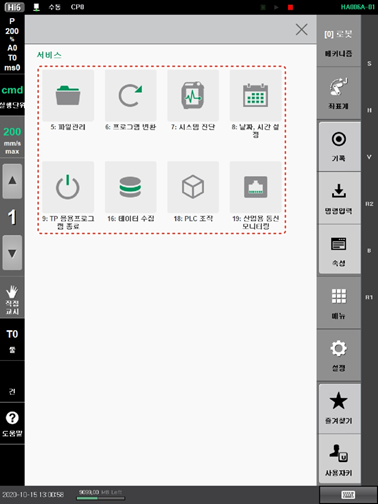 Hi6 수동 CP0 HA006A-01
P
200
%
A0
T0
ms0
cmd
실행단위
200
mm/s
max
1
직접
교시
T0
툴
건
도움말
서비스
5: 파일관리
6: 프로그램 변환
7: 시스템 진단
8: 날짜, 시간 설
정
9: TP 응용프로그
램 종료
16: 데이터 수집
18: PLC 조작
19: 산업용 통신
모니터링
[0] 로봇
메커니즘
좌표계
기록
명령입력
속성
메뉴
설정
즐겨찾기
사용자키
S
H
V
R2
B
R1
2020-10-15 13:00:58